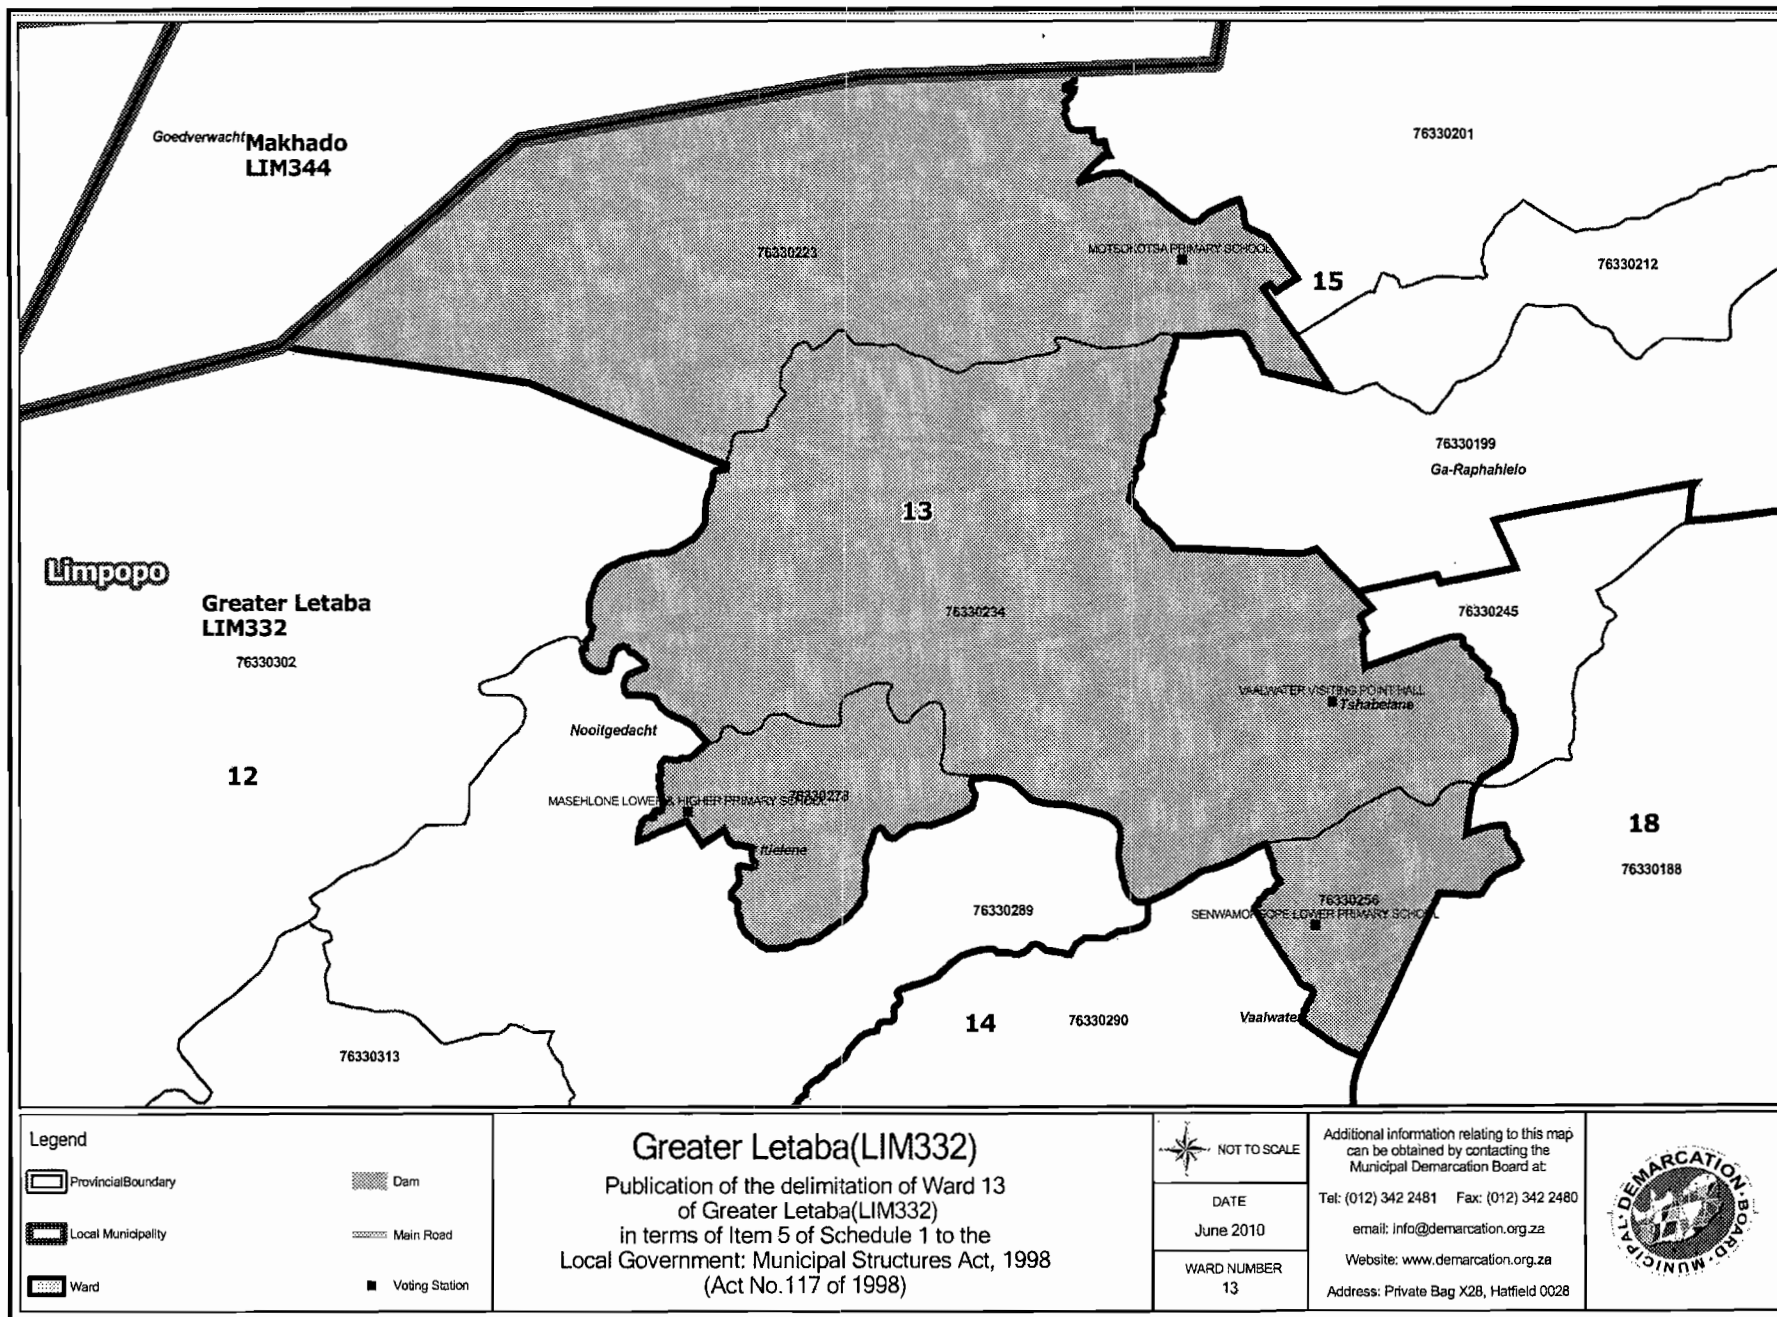 Goedverwacht
Makhado
LIM344
76330201
76330223
MOTSOKOTSA PRIMARY SCHOOL
15
76330212
76330199
Ga-Raphahlelo
13
Limpopo
Greater Letaba
LIM332
76330302
76330234
76330245
VAALWATER VISITING POINT HALL
Tshabelane
Nooitgedacht
12
MASEHLONE LOWER & HIGHER PRIMARY SCHOOL
76330278
Itielene
18
76330188
76330289
76330256
LOWER PRIMARY SCHOOL
14
76330290
Vaalwater
76330313
Legend
ProvincialBoundary
Dam
Local Municipality
Main Road
Ward
Voting Station
Greater Letaba(LIM332)
Publication of the delimitation of Ward 13
of Greater Letaba(LIM332)
in terms of Item 5 of Schedule 1 to the
Local Government: Municipal Structures Act, 1998
(Act No.117 of 1998)
NOT TO SCALE
DATE
June 2010
WARD NUMBER
13
Additional information relating to this map
can be obtained by contacting the
Municipal Demarcation Board at:
Tel: (012) 342 2481 Fax: (012) 342 2480
email: info@demarcation.org.za
Website: www.demarcation.org.za
Address: Private Bag X28, Hatfield 0028
MUNICIPAL DEMARCATION BOARD